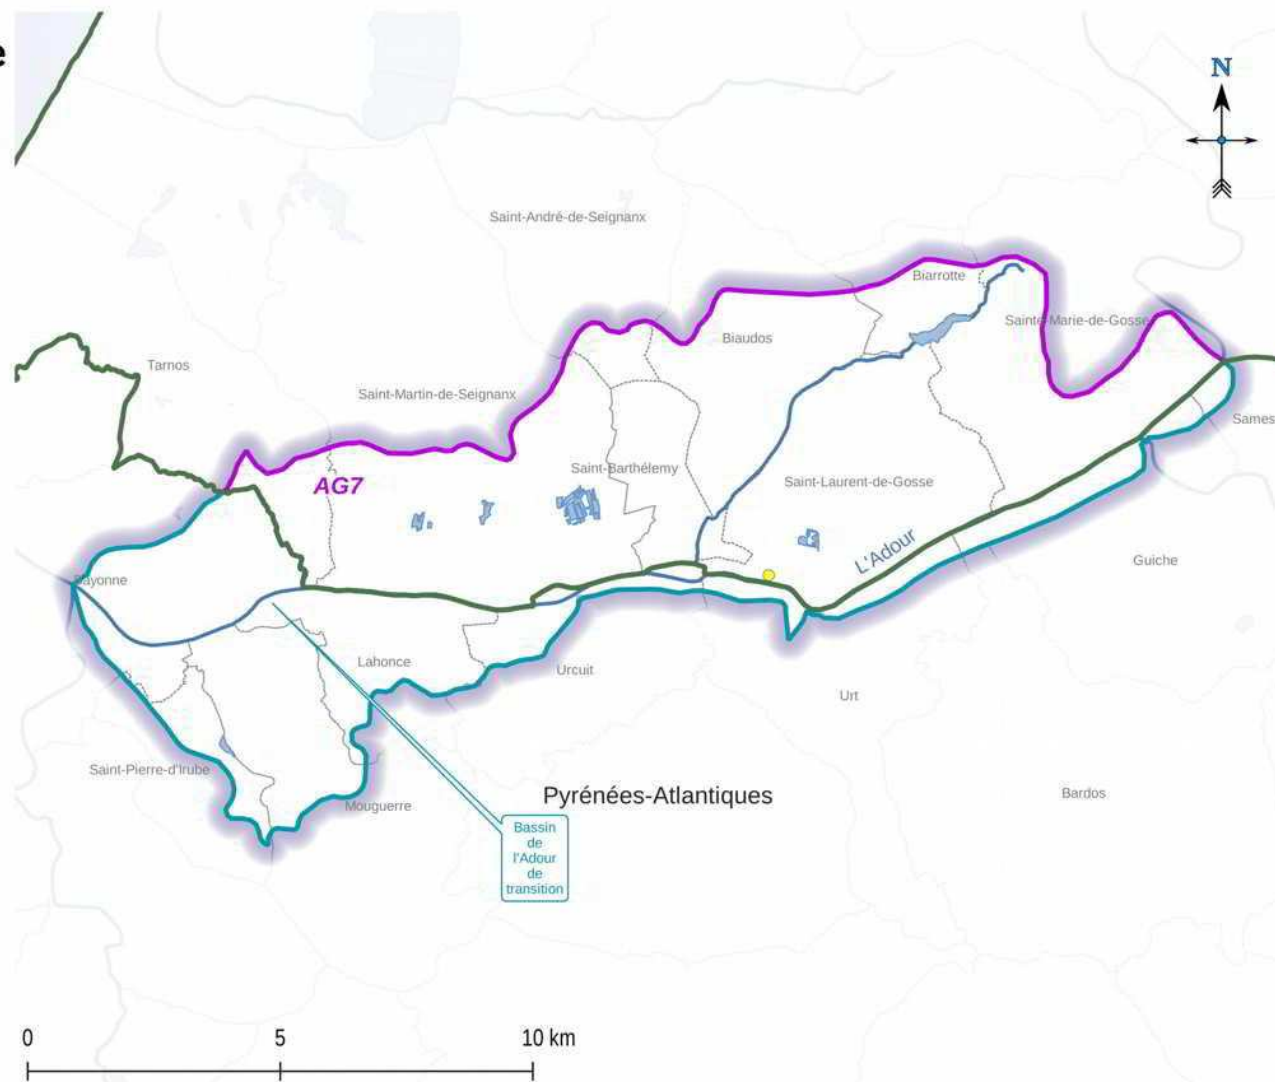 e
N
Saint-André-de-Seignanx
Biarrotte
Sainte-Marie-de-Gosse
Biaudos
Tarnos
Saint-Martin-de-Seignanx
Sames
Saint-Barthélemy
AG7
Saint-Laurent-de-Gosse
L'Adour
Guiche
Bayonne
Lahonce
Urcuit
Urt
Saint-Pierre-d'Irube
Pyrénées-Atlantiques
Bardos
Mouguerre
Bassin
de
l'Adour
de
transition
0 5 10 km